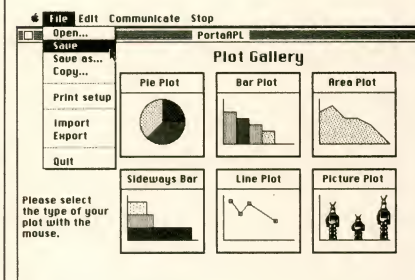 File Edit Communicate Stop
PortaAPL
Open...
Save
Save as...
Copy...
Print setup
Import
Export
Quit
Plot Gallery
Pie Plot
Bar Plot
Area Plot
Sideways Bar
Line Plot
Picture Plot
Please select
the type of your
plot with the
mouse.